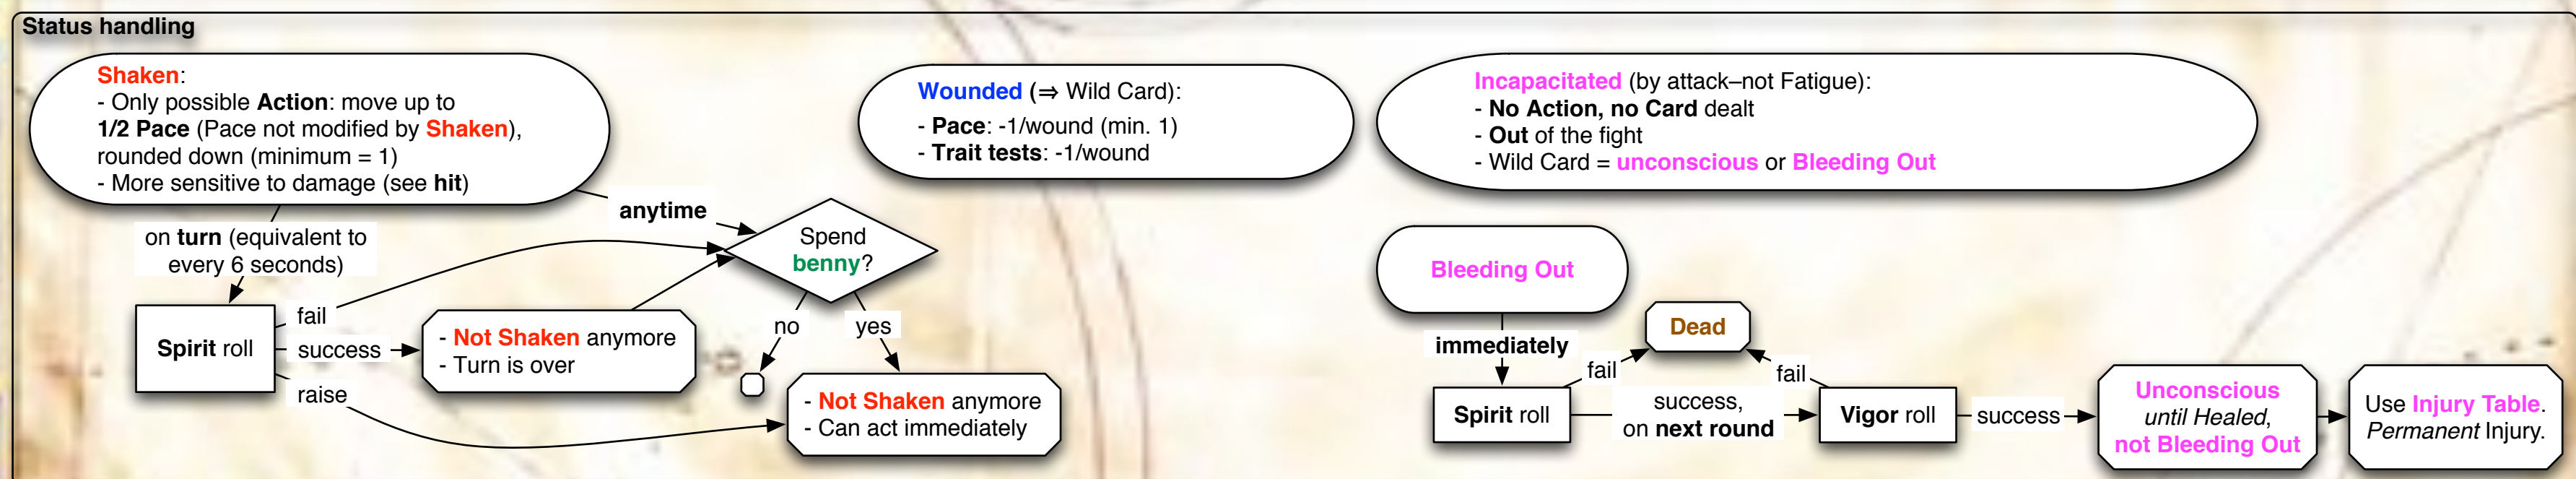 Status handling
Shaken:
- Only possible Action: move up to
1/2 Pace (Pace not modified by Shaken),
rounded down (minimum = 1)
- More sensitive to damage (see hit)
Wounded (⇒ Wild Card):
- Pace: -1/wound (min. 1)
- Trait tests: -1/wound
Incapacitated (by attack–not Fatigue):
- No Action, no Card dealt
- Out of the fight
- Wild Card = unconscious or Bleeding Out
anytime
on turn (equivalent to
every 6 seconds)
Spend
benny?
Spirit roll
fail
success
raise
- Not Shaken anymore
- Turn is over
no
yes
- Not Shaken anymore
- Can act immediately
Bleeding Out
immediately
Dead
fail
fail
Spirit roll
success,
on next round
Vigor roll
success
Unconscious
until Healed,
not Bleeding Out
Use Injury Table.
Permanent Injury.